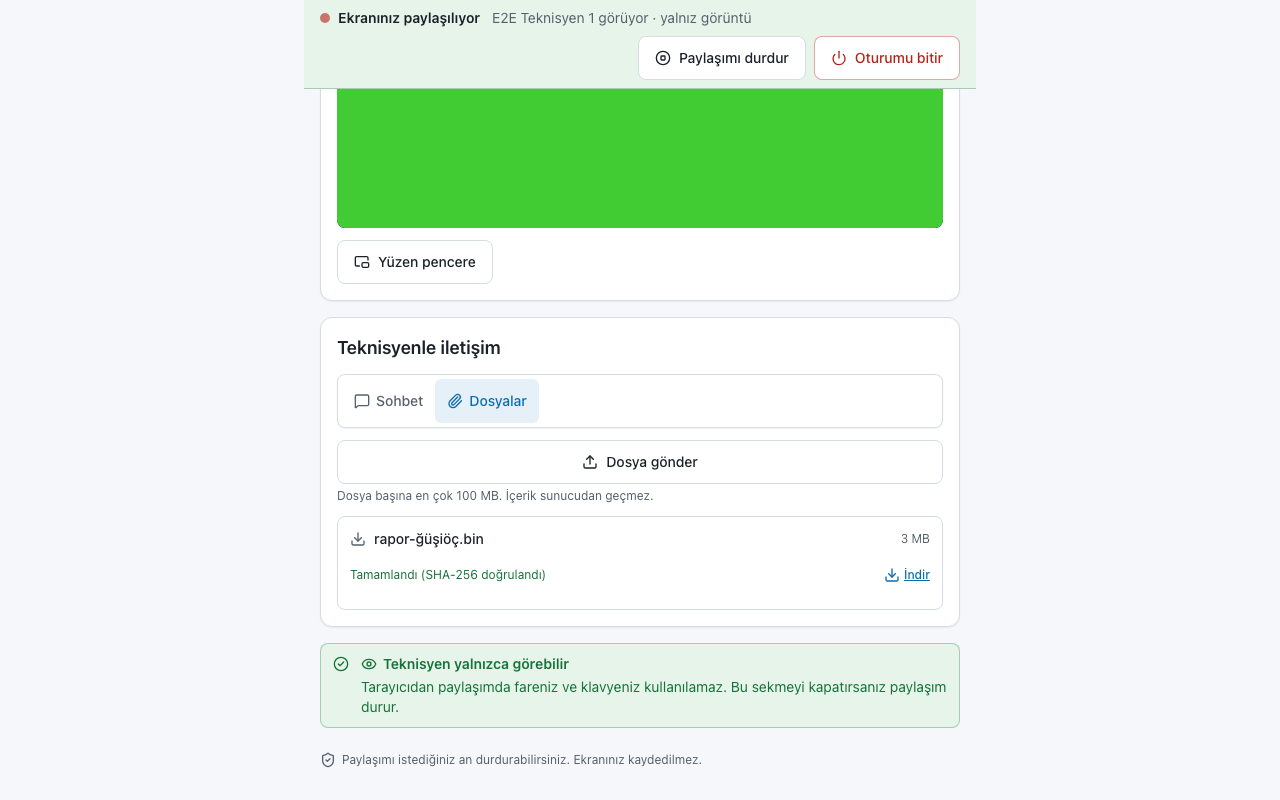 Ekranınız paylaşılıyor E2E Teknisyen 1 görüyor · yalnız görüntü
Paylaşımı durdur
Oturumu bitir
Yüzen pencere
Teknisyenle iletişim
Sohbet
Dosyalar
Dosya gönder
Dosya başına en çok 100 MB. İçerik sunucudan geçmez.
rapor-ğüşiöç.bin 3 MB
Tamamlandı (SHA-256 doğrulandı) İndir
Teknisyen yalnızca görebilir
Tarayıcıdan paylaşımda fareniz ve klavyeniz kullanılamaz. Bu sekmeyi kapatırsanız paylaşım
durur.
Paylaşımı istediğiniz an durdurabilirsiniz. Ekranınız kaydedilmez.